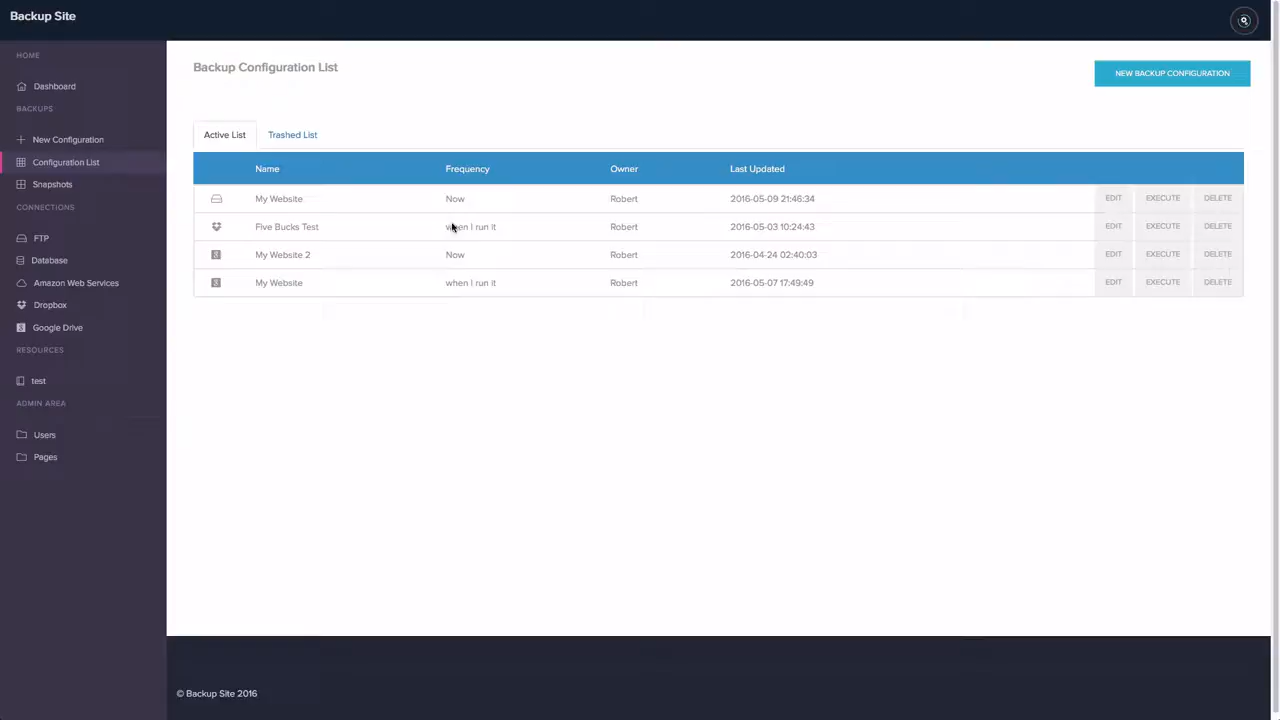 Backup Site
HOME
Dashboard
BACKUPS
New Configuration
Configuration List
Snapshots
CONNECTIONS
FTP
Database
Amazon Web Services
Dropbox
Google Drive
RESOURCES
test
ADMIN AREA
Users
Pages
Backup Configuration List
NEW BACKUP CONFIGURATION
Active List Trashed List
Name Frequency Owner Last Updated
My Website Now Robert 2016-05-09 21:46:34 EDIT EXECUTE DELETE
Five Bucks Test when I run it Robert 2016-05-03 10:24:43 EDIT EXECUTE DELETE
My Website 2 Now Robert 2016-04-24 02:40:03 EDIT EXECUTE DELETE
My Website when I run it Robert 2016-05-07 17:49:49 EDIT EXECUTE DELETE
© Backup Site 2016